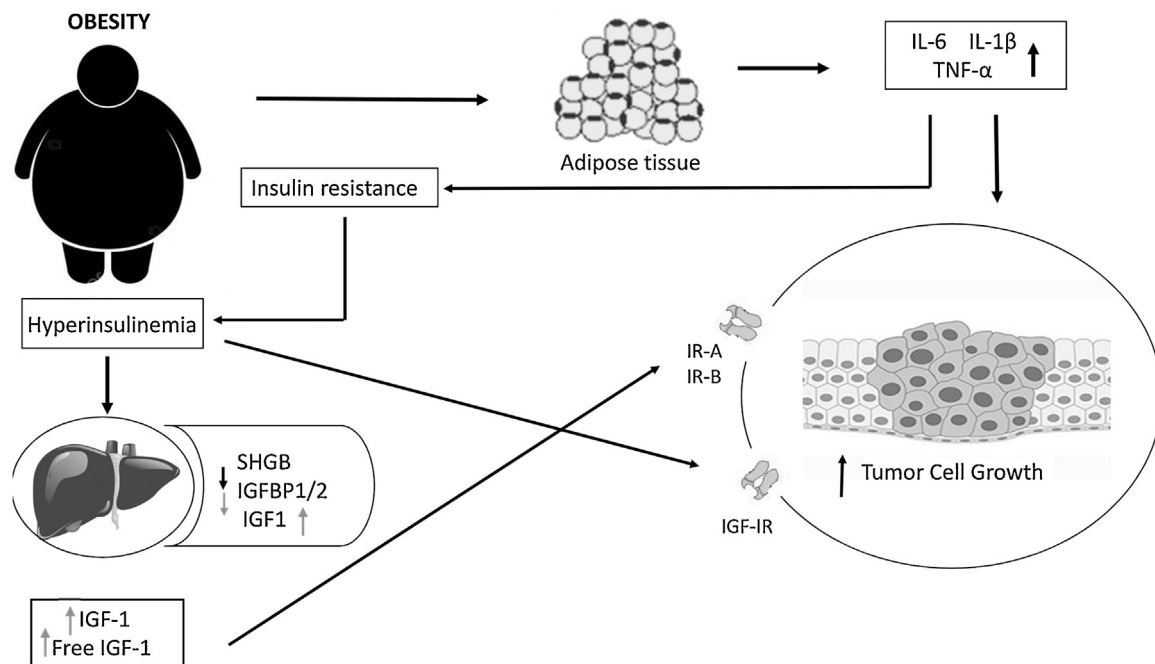 OBESITY
IL-6 IL-1β
TNF-α
Adipose tissue
Insulin resistance
Hyperinsulinemia
IR-A
IR-B
SHGB
IGFBP1/2
IGF1
Tumor Cell Growth
IGF-IR
IGF-1
Free IGF-1